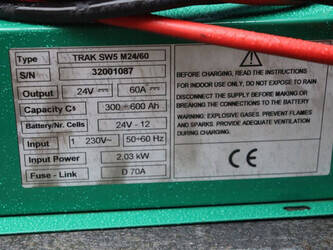 Type TRAK SW5 M24/60
S/N 32001087
Output 24V ⎓ 60A ⎓
Capacity C5 300 - 600 Ah
Battery/Nr. Cells 24V - 12
Input 1 230V~ 50÷60 Hz
Input Power 2,03 kW
Fuse - Link D 70A
BEFORE CHARGING, READ THE INSTRUCTIONS
FOR INDOOR USE ONLY, DO NOT EXPOSE TO RAIN
DISCONNECT THE SUPPLY BEFORE MAKING OR
BREAKING THE CONNECTIONS TO THE BATTERY
WARNING: EXPLOSIVE GASES. PREVENT FLAMES
AND SPARKS. PROVIDE ADEQUATE VENTILATION
DURING CHARGING.
CE